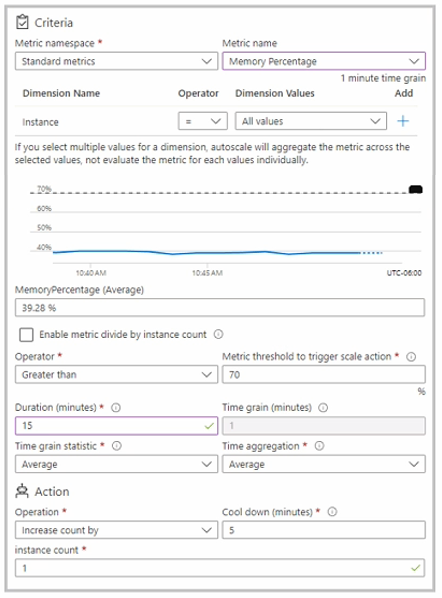 Criteria
Metric namespace * Metric name
Standard metrics Memory Percentage
1 minute time grain
Dimension Name Operator Dimension Values Add
Instance = All values +
If you select multiple values for a dimension, autoscale will aggregate the metric across the
selected values, not evaluate the metric for each values individually.
70%
60%
50%
40%
10:40 AM 10:45 AM UTC-06:00
MemoryPercentage (Average)
39.28 %
Enable metric divide by instance count
Operator * Metric threshold to trigger scale action *
Greater than 70
%
Duration (minutes) * Time grain (minutes)
15 1
Time grain statistic * Time aggregation *
Average Average
Action
Operation * Cool down (minutes) *
Increase count by 5
instance count *
1